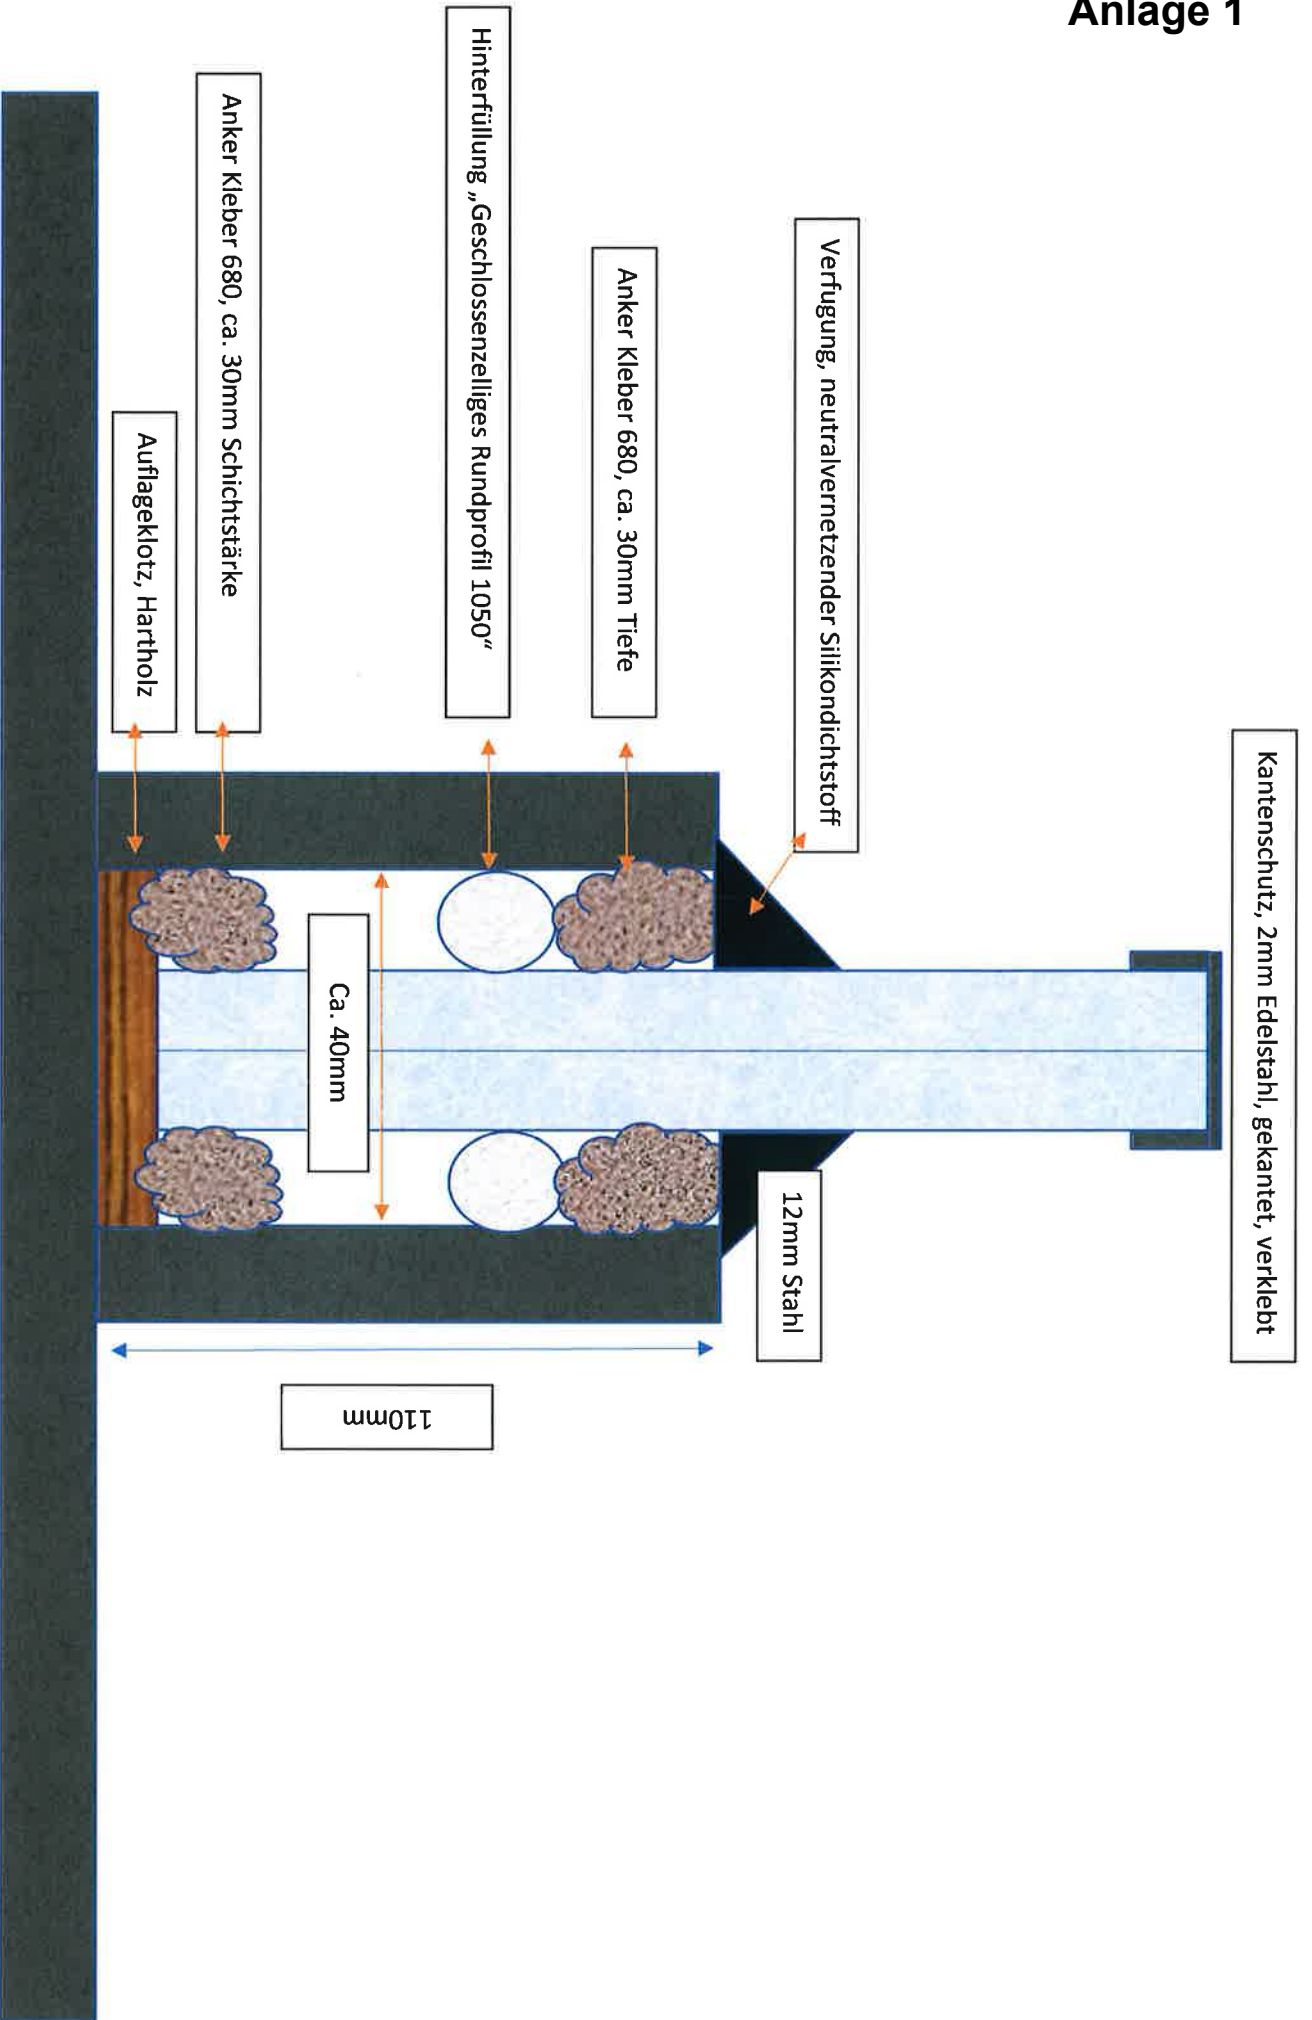 Anlage 1
Kantenschutz, 2mm Edelstahl, gekantet, verklebt
Verfugung, neutralvernetzender Silikondichtstoff
12mm Stahl
Anker Kleber 680, ca. 30mm Tiefe
Hinterfüllung „Geschlossenzelliges Rundprofil 1050“
Ca. 40mm
110mm
Anker Kleber 680, ca. 30mm Schichtstärke
Auflageklotz, Hartholz